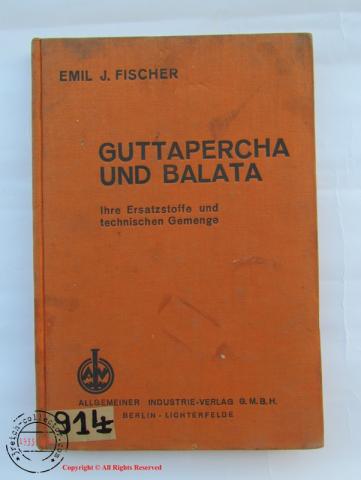 EMIL J. FISCHER
GUTTAPERCHA
UND BALATA
Ihre Ersatzstoffe und
technischen Gemenge
ALLGEMEINER INDUSTRIE-VERLAG G.M.B.H.
BERLIN-LICHTERFELDE
914
Copyright © All Rights Reserved